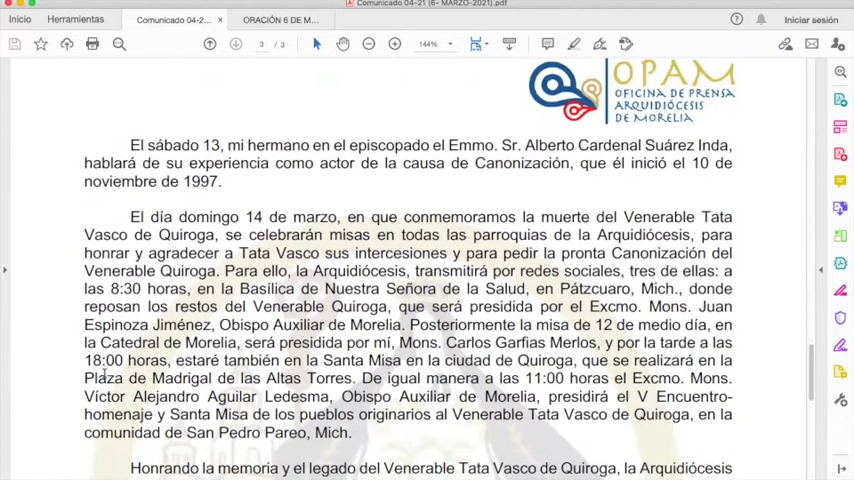 Comunicado 04-21 (6- MARZO-2021).pdf
Inicio Herramientas Comunicado 04-2... × ORACIÓN 6 DE M... Iniciar sesión
3 / 3 144%
OPAM
OFICINA DE PRENSA
ARQUIDIÓCESIS
DE MORELIA
El sábado 13, mi hermano en el episcopado el Emmo. Sr. Alberto Cardenal Suárez Inda,
hablará de su experiencia como actor de la causa de Canonización, que él inició el 10 de
noviembre de 1997.
El día domingo 14 de marzo, en que conmemoramos la muerte del Venerable Tata
Vasco de Quiroga, se celebrarán misas en todas las parroquias de la Arquidiócesis, para
honrar y agradecer a Tata Vasco sus intercesiones y para pedir la pronta Canonización del
Venerable Quiroga. Para ello, la Arquidiócesis, transmitirá por redes sociales, tres de ellas: a
las 8:30 horas, en la Basílica de Nuestra Señora de la Salud, en Pátzcuaro, Mich., donde
reposan los restos del Venerable Quiroga, que será presidida por el Excmo. Mons. Juan
Espinoza Jiménez, Obispo Auxiliar de Morelia. Posteriormente la misa de 12 de medio día, en
la Catedral de Morelia, será presidida por mí, Mons. Carlos Garfias Merlos, y por la tarde a las
18:00 horas, estaré también en la Santa Misa en la iudad de Quiroga, que se realizará en la
Plaza de Madrigal de las Altas Torres. De igual manera a las 11:00 horas el Excmo. Mons.
Víctor Alejandro Aguilar Ledesma, Obispo Auxiliar de Morelia, presidirá el V Encuentro-
homenaje y Santa Misa de los pueblos originarios al Venerable Tata Vasco de Quiroga, en la
comunidad de San Pedro Pareo, Mich.
Honrando la memoria y el legado del Venerable Tata Vasco de Quiroga, la Arquidiócesis